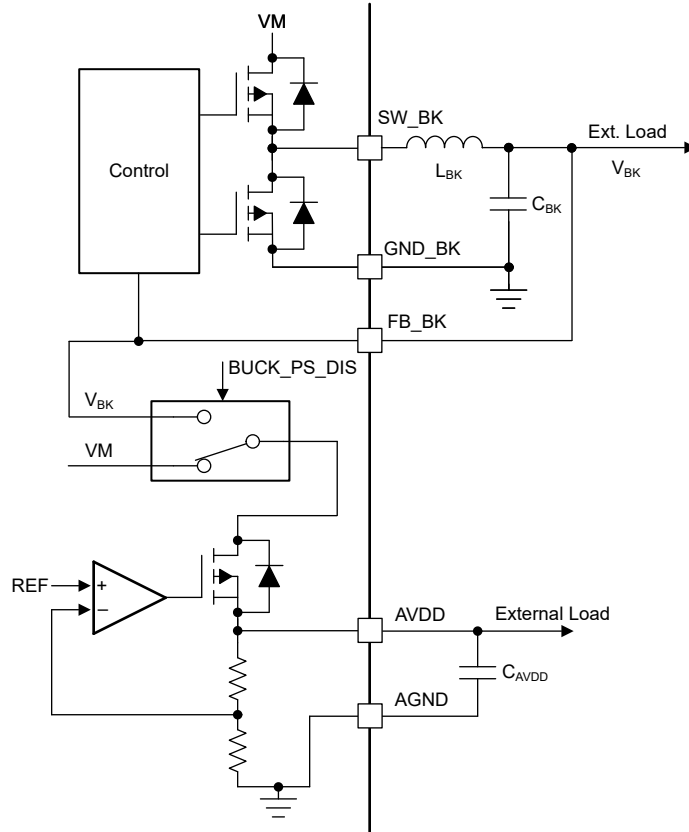 VM
SW_BK
Ext. Load
Control
L_BK
V_BK
C_BK
GND_BK
FB_BK
BUCK_PS_DIS
V_BK
VM
REF
+
–
AVDD
External Load
C_AVDD
AGND